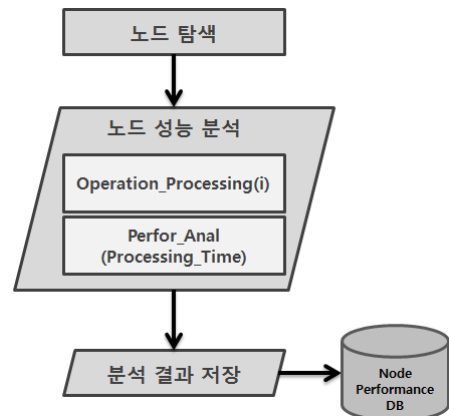 노드 탐색
노드 성능 분석
Operation_Processing(i)
Perfor_Anal
(Processing_Time)
분석 결과 저장
Node
Performance
DB